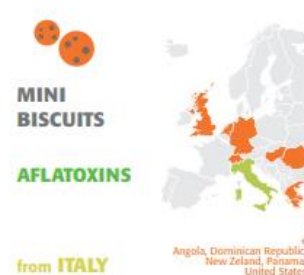 MINI
BISCUITS
AFLATOXINS
from ITALY
Angola, Dominican Republic
New Zeland, Panama
United States